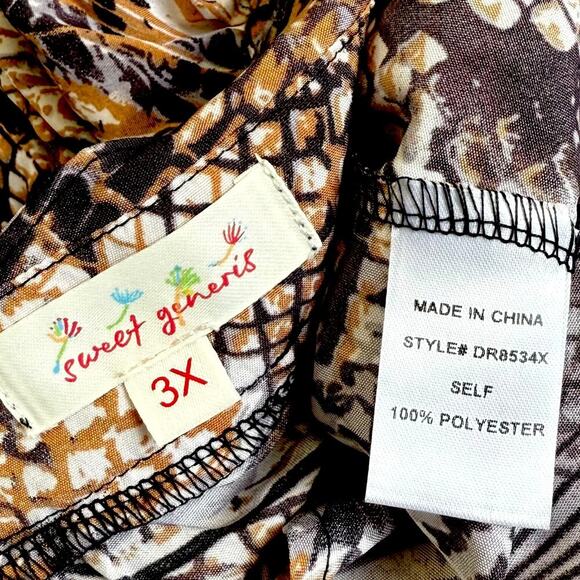 sweet generis
3X
MADE IN CHINA
STYLE# DR8534X
SELF
100% POLYESTER